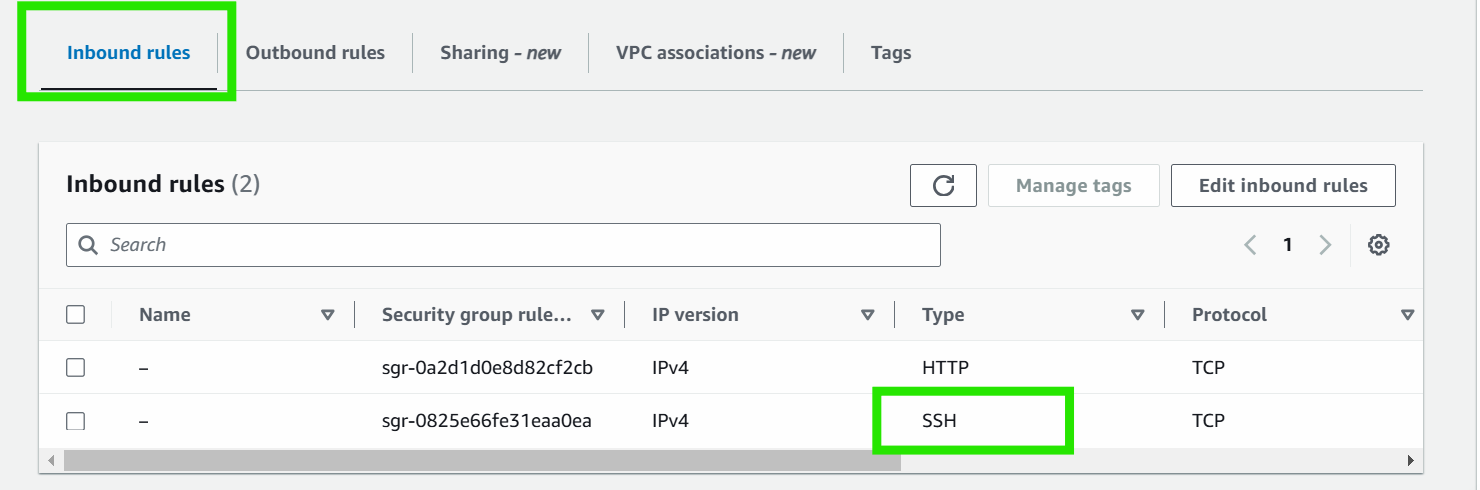 Inbound rules
Outbound rules
Sharing - new
VPC associations - new
Tags
Inbound rules (2)
Manage tags
Edit inbound rules
Search
1
Name
Security group rule...
IP version
Type
Protocol
– sgr-0a2d1d0e8d82cf2cb IPv4 HTTP TCP
– sgr-0825e66fe31eaa0ea IPv4 SSH TCP